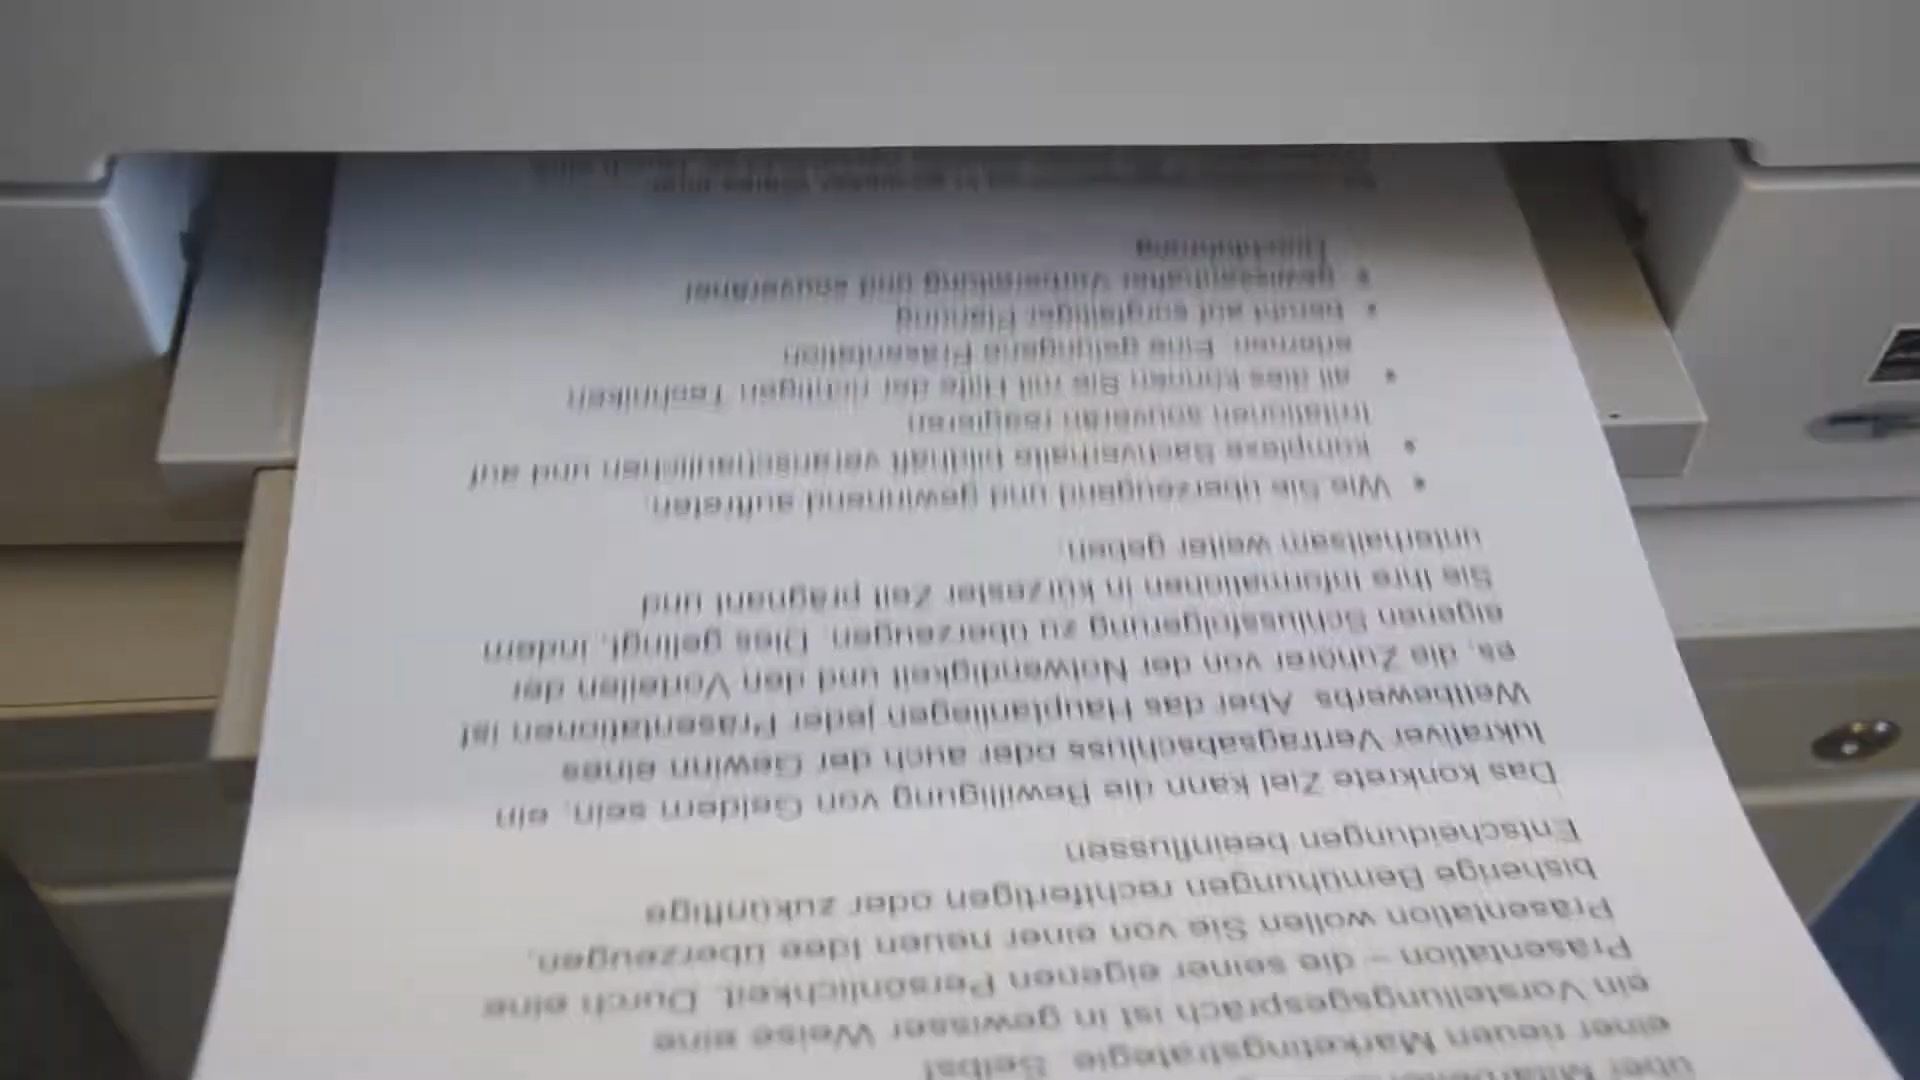 über
einer neuen Marketingstrategie. Selbst
ein Vorstellungsgespräch ist in gewisser Weise eine
Präsentation – die seiner eigenen Persönlichkeit. Durch eine
Präsentation wollen Sie von einer neuen Idee überzeugen,
bisherige Bemühungen rechtfertigen oder zukünftige
Entscheidungen beeinflussen
Das konkrete Ziel kann die Bewilligung von Geldern sein, ein
lukrativer Vertragsabschluss oder auch der Gewinn eines
Wettbewerbs. Aber das Hauptanliegen jeder Präsentationen ist
es, die Zuhörer von der Notwendigkeit und den Vorteilen der
eigenen Schlussfolgerung zu überzeugen. Dies gelingt, indem
Sie Ihre Informationen in kürzester Zeit prägnant und
unterhaltsam weiter geben.
• Wie Sie überzeugend und gewinnend auftreten,
• komplexe Sachverhalte bildhaft veranschaulichen und auf
Irritationen souverän reagieren
• all dies können Sie mit Hilfe der richtigen Techniken
erlernen. Eine gelungene Präsentation
• beruht auf sorgfältiger Planung
• gewissenhafter Vorbereitung und souveräner
Durchführung